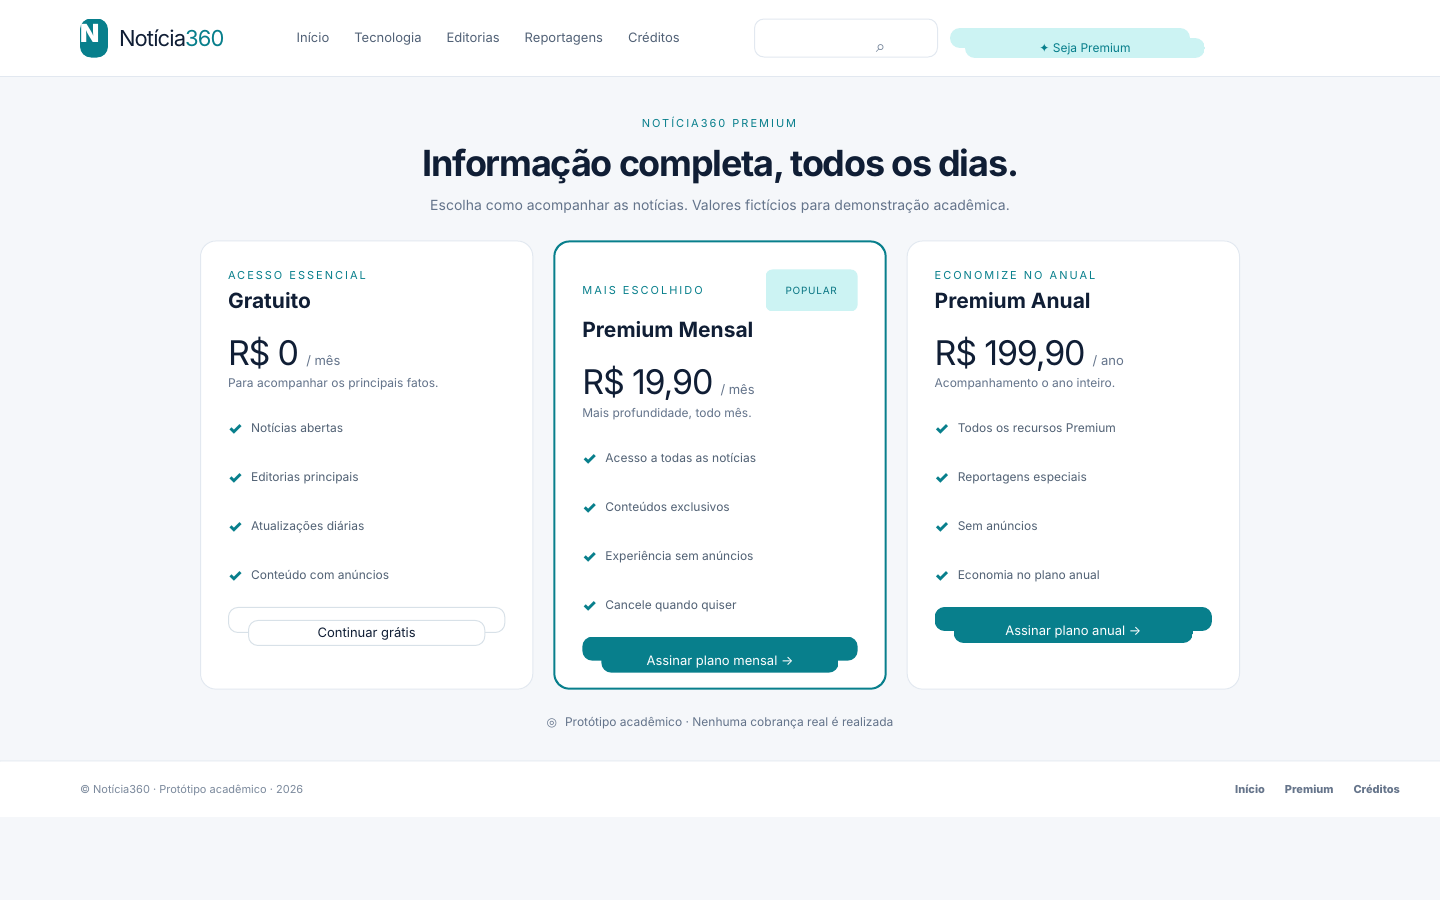 N Notícia360
Início Tecnologia Editorias Reportagens Créditos
✦ Seja Premium
NOTÍCIA360 PREMIUM
Informação completa, todos os dias.
Escolha como acompanhar as notícias. Valores fictícios para demonstração acadêmica.
ACESSO ESSENCIAL
Gratuito
R$ 0 / mês
Para acompanhar os principais fatos.
✔ Notícias abertas
✔ Editorias principais
✔ Atualizações diárias
✔ Conteúdo com anúncios
Continuar grátis
MAIS ESCOLHIDO
POPULAR
Premium Mensal
R$ 19,90 / mês
Mais profundidade, todo mês.
✔ Acesso a todas as notícias
✔ Conteúdos exclusivos
✔ Experiência sem anúncios
✔ Cancele quando quiser
Assinar plano mensal →
ECONOMIZE NO ANUAL
Premium Anual
R$ 199,90 / ano
Acompanhamento o ano inteiro.
✔ Todos os recursos Premium
✔ Reportagens especiais
✔ Sem anúncios
✔ Economia no plano anual
Assinar plano anual →
◎ Protótipo acadêmico · Nenhuma cobrança real é realizada
© Notícia360 · Protótipo acadêmico · 2026
Início Premium Créditos